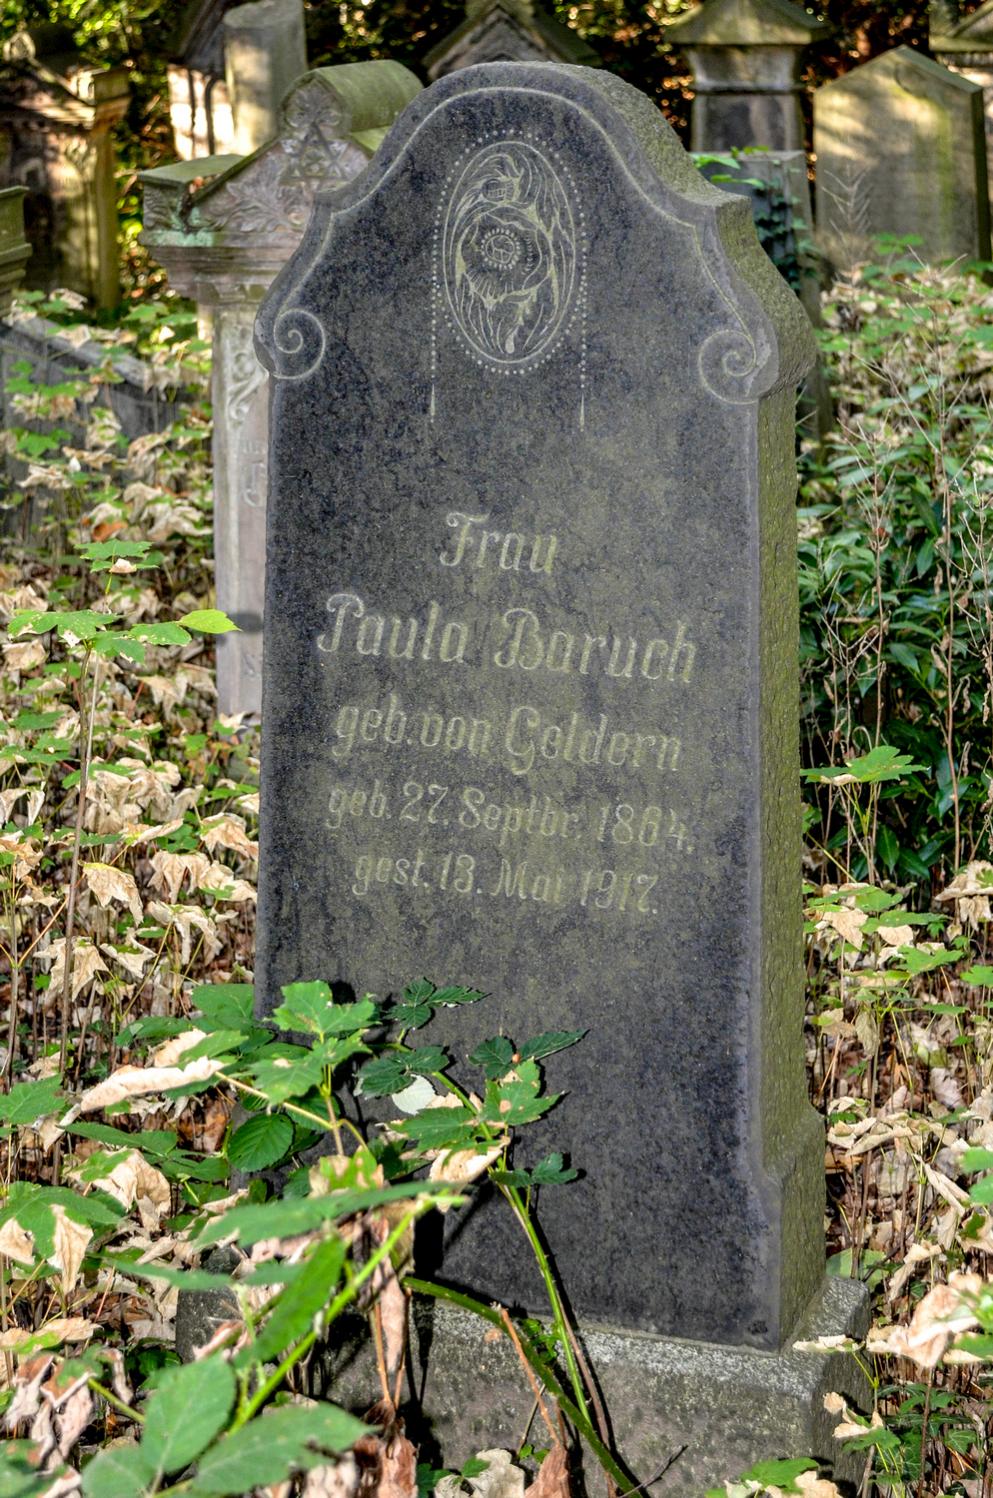 Frau
Paula Baruch
geb. von Geldern
geb. 27. Septbr. 1864.
gest. 13. Mai 1917.